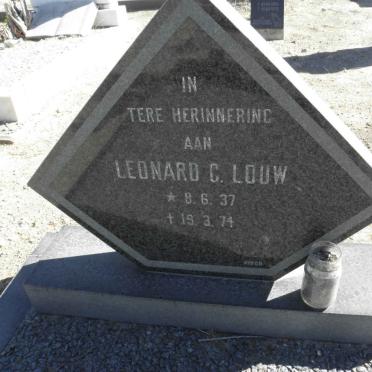 IN
TERE HERINNERING
AAN
LEONARD G. LOUW
* 8. 6. 37
† 19. 3. 74